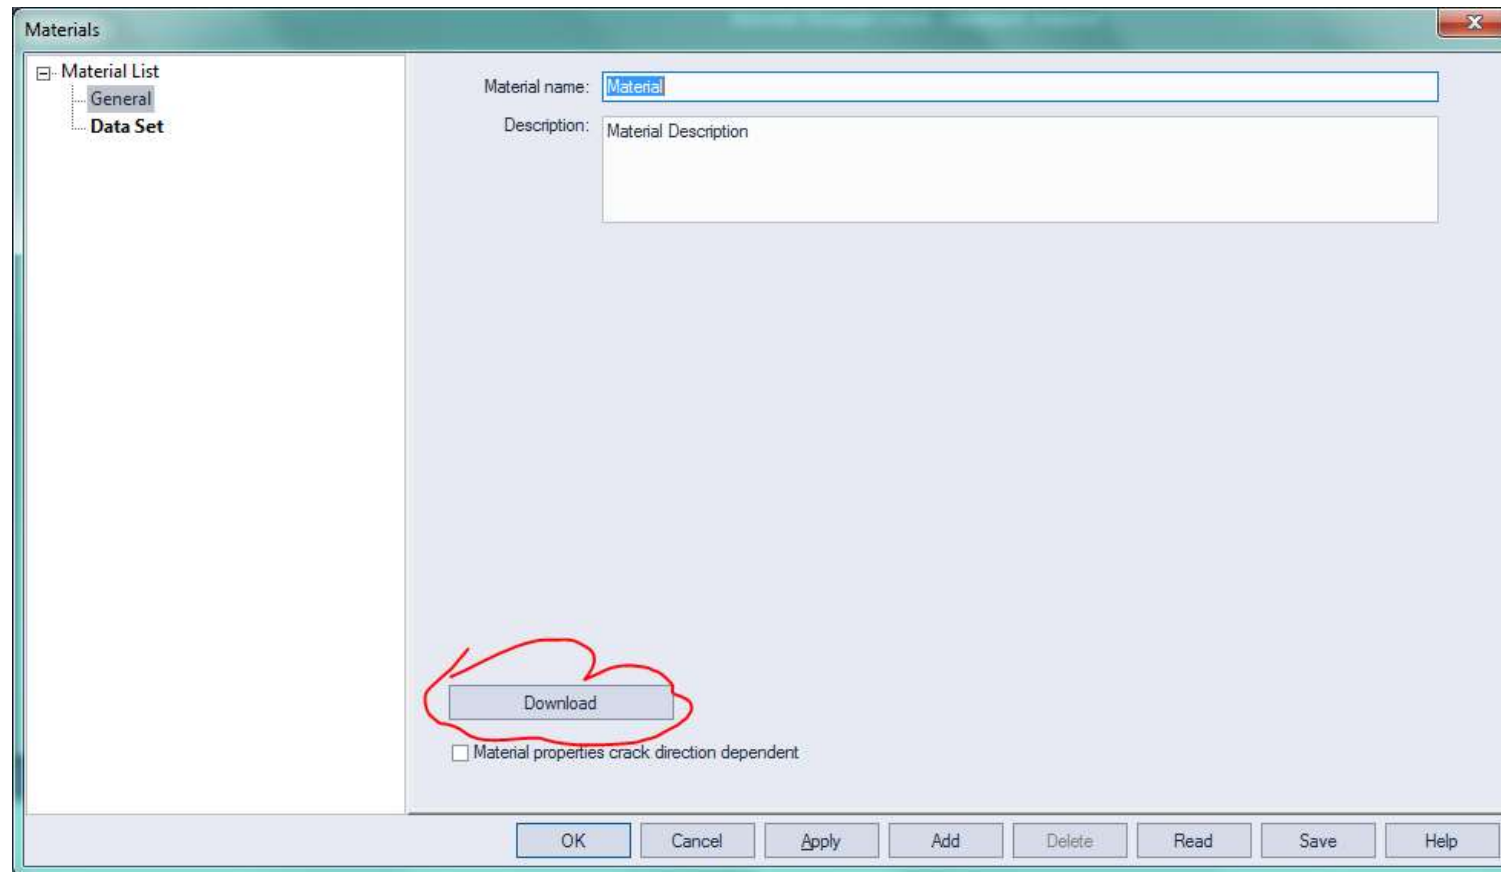 Materials
Material List
General
Data Set
Material name: Material
Description: Material Description
Download
Material properties crack direction dependent
OK Cancel Apply Add Delete Read Save Help